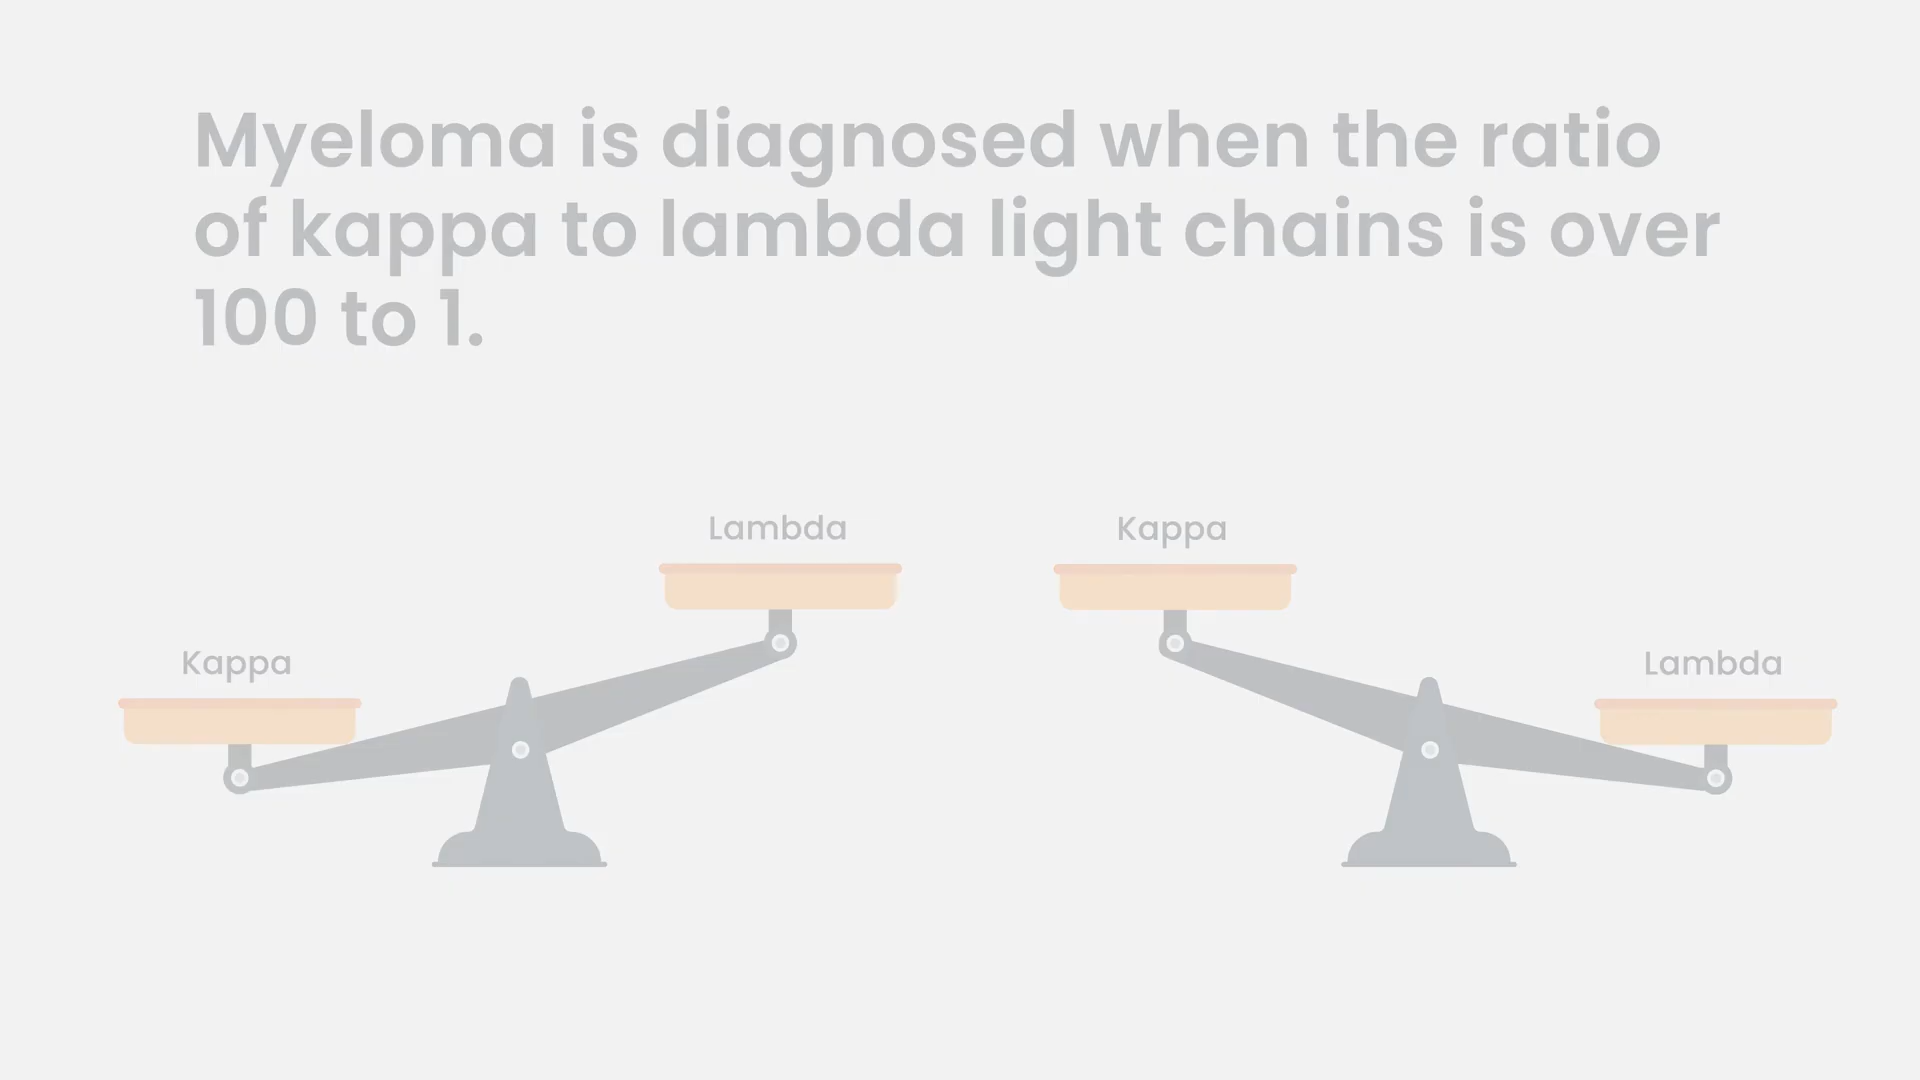 Myeloma is diagnosed when the ratio
of kappa to lambda light chains is over
100 to 1.
Lambda
Kappa
Kappa
Lambda